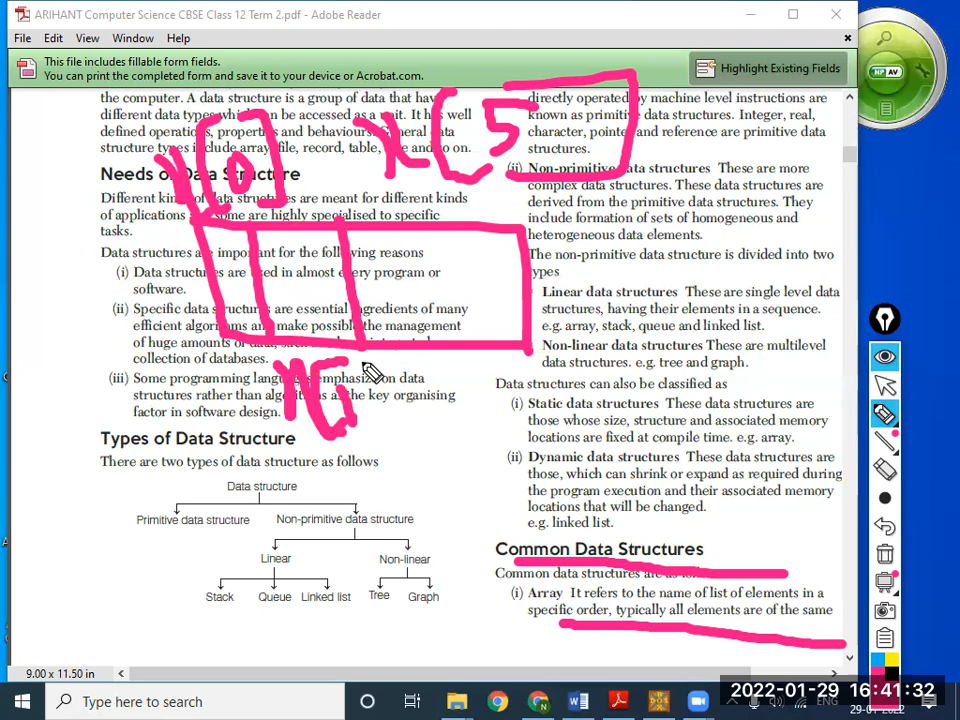 ARIHANT Computer Science CBSE Class 12 Term 2.pdf - Adobe Reader
File Edit View Window Help
This file includes fillable form fields.
You can print the completed form and save it to your device or Acrobat.com.
Highlight Existing Fields
the computer. A data structure is a group of data that have
different data types which can be accessed as a unit. It has well
defined operations, properties and behaviours. General data
structure types include array, file, record, table, tree and so on.
Needs of Data Structure
Different kinds of data structures are meant for different kinds
of applications and some are highly specialised to specific
tasks.
Data structures are important for the following reasons
(i) Data structures are used in almost every program or
software.
(ii) Specific data structures are essential ingredients of many
efficient algorithms and make possible the management
of huge amounts of data, such as
collection of databases.
(iii) Some programming languages emphasize on data
structures rather than algorithms as the key organising
factor in software design.
Types of Data Structure
There are two types of data structure as follows
Data structure
Primitive data structure Non-primitive data structure
Linear Non-linear
Stack Queue Linked list Tree Graph
x[0]
x[5]
x[
directly operated by machine level instructions are
known as primitive data structures. Integer, real,
character, pointer and reference are primitive data
structures.
(ii) Non-primitive data structures These are more
complex data structures. These data structures are
derived from the primitive data structures. They
include formation of sets of homogeneous and
heterogeneous data elements.
The non-primitive data structure is divided into two
types
Linear data structures These are single level data
structures, having their elements in a sequence.
e.g. array, stack, queue and linked list.
Non-linear data structures These are multilevel
data structures. e.g. tree and graph.
Data structures can also be classified as
(i) Static data structures These data structures are
those whose size, structure and associated memory
locations are fixed at compile time. e.g. array.
(ii) Dynamic data structures These data structures are
those, which can shrink or expand as required during
the program execution and their associated memory
locations that will be changed.
e.g. linked list.
Common Data Structures
Common data structures are as
(i) Array It refers to the name of list of elements in a
specific order, typically all elements are of the same
NP AV
9.00 x 11.50 in
Type here to search
2022-01-29 16:41:32
ENG
29-01-2022